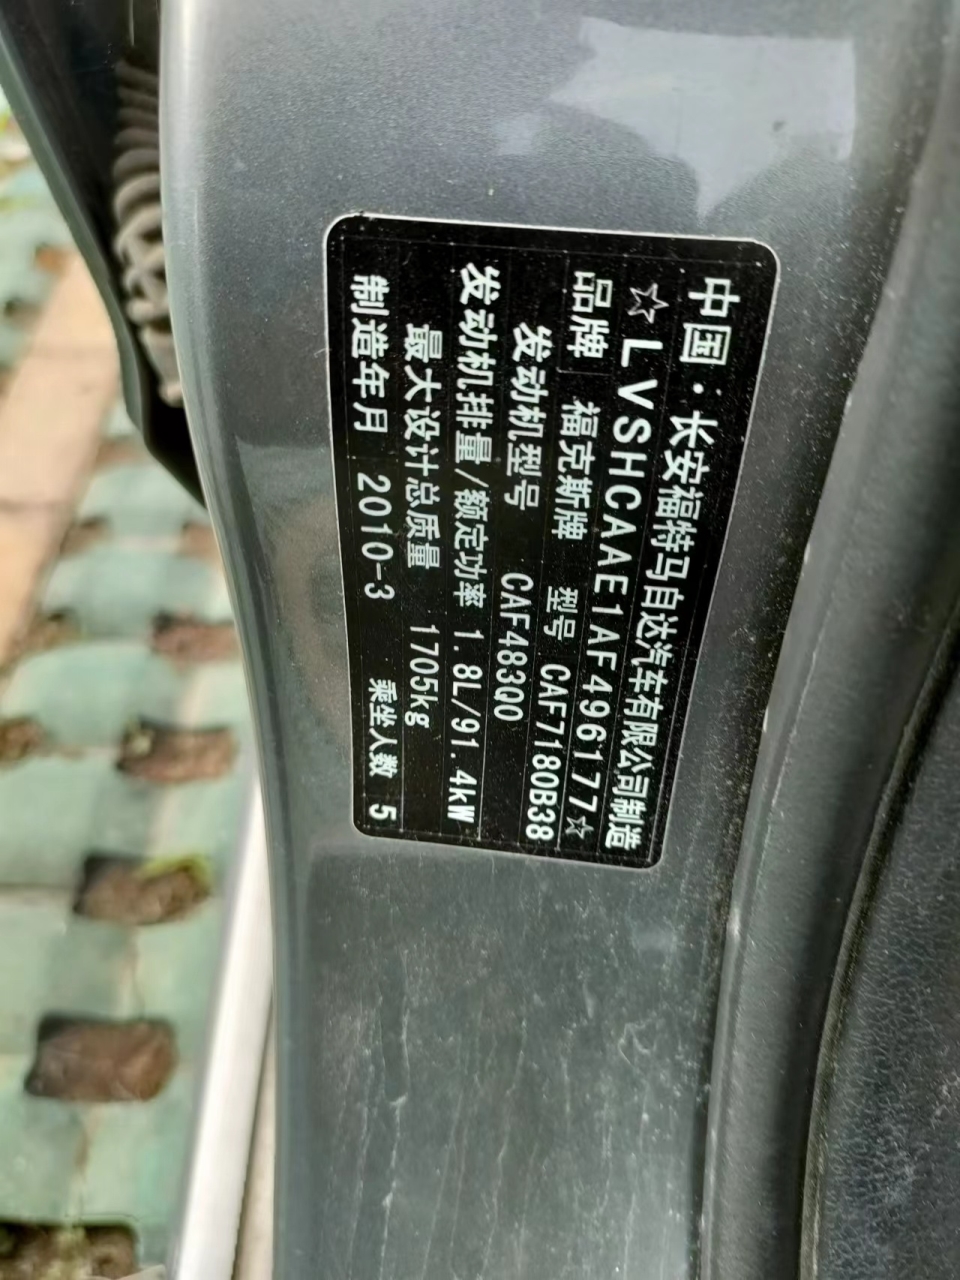 中国·长安福特马自达汽车有限公司制造
☆LVSHCAAE1AF496177☆
品牌 福克斯牌 型号 CAF7180B38
发动机型号 CAF483Q0
发动机排量/额定功率 1.8L/91.4kW
最大设计总质量 1705kg
制造年月 2010-3 乘坐人数 5